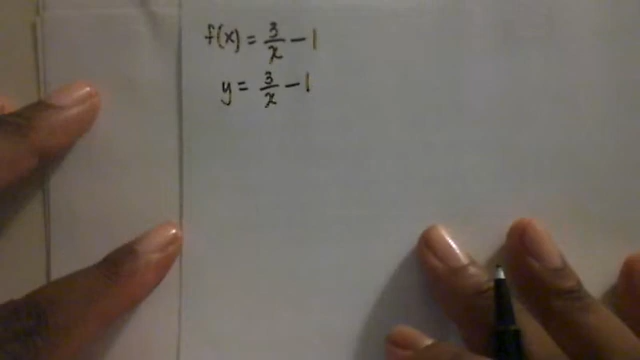 f(x) = 3/x - 1
y = 3/x - 1